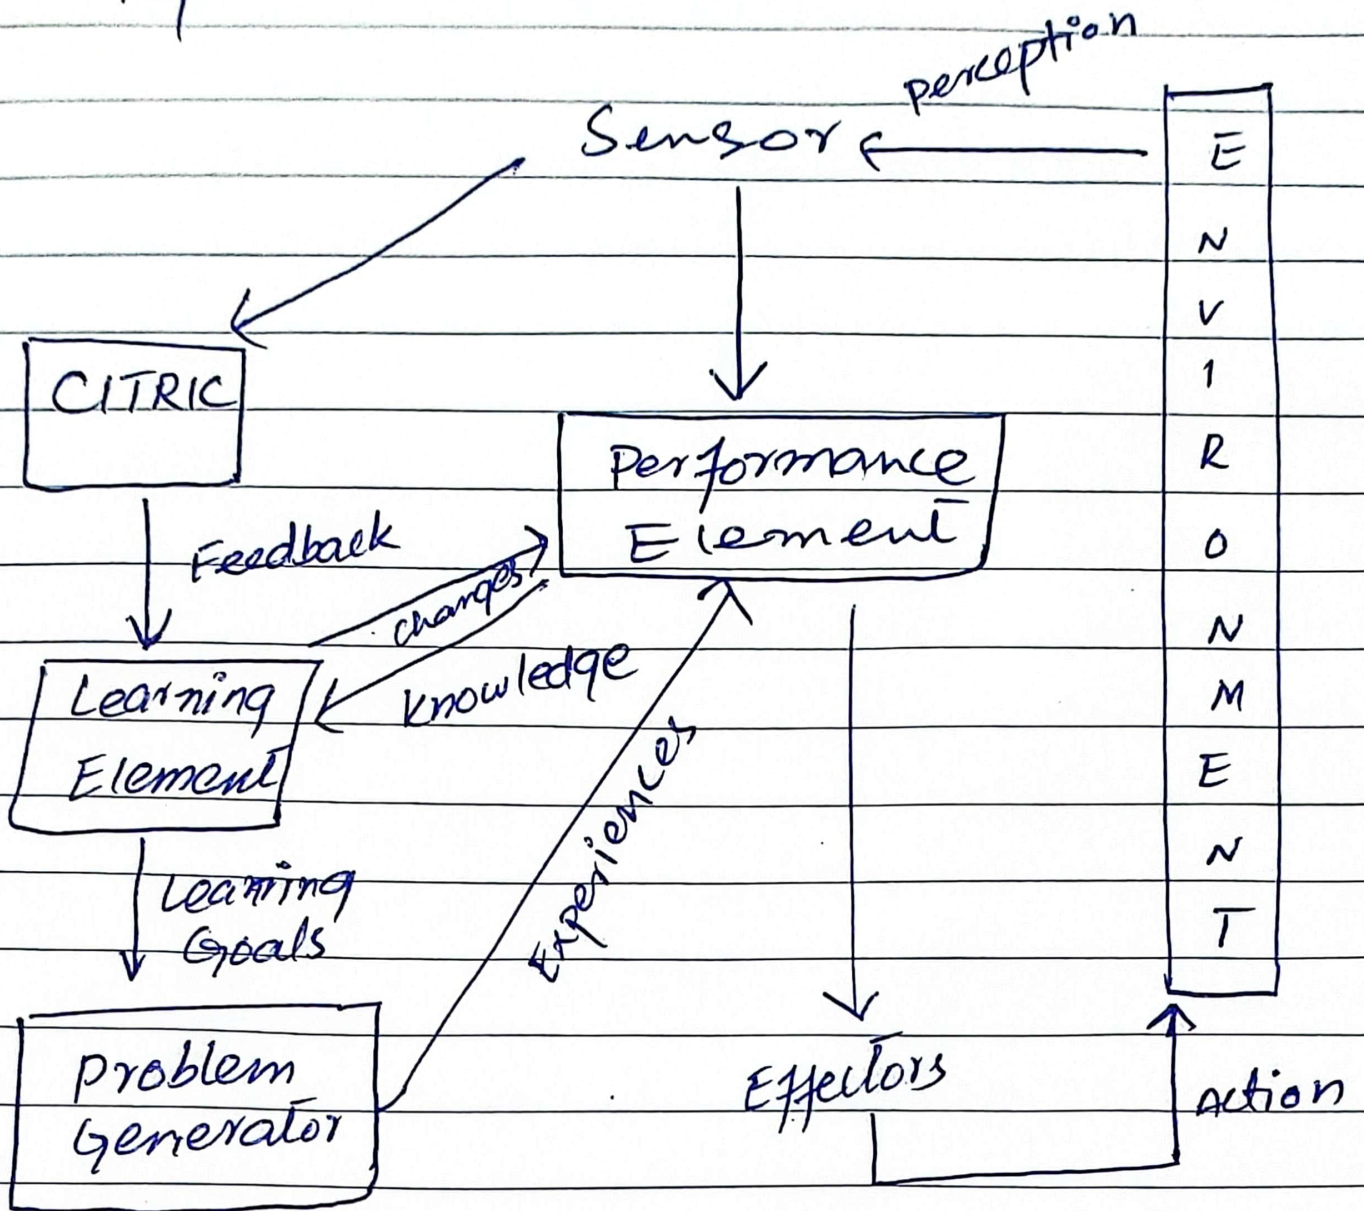 perception
Sensor
E
N
V
I
R
O
N
M
E
N
T
CITRIC
Performance
Element
Feedback
changes
Knowledge
Learning
Element
Experiences
Learning
Goals
Problem
Generator
Effectors
Action